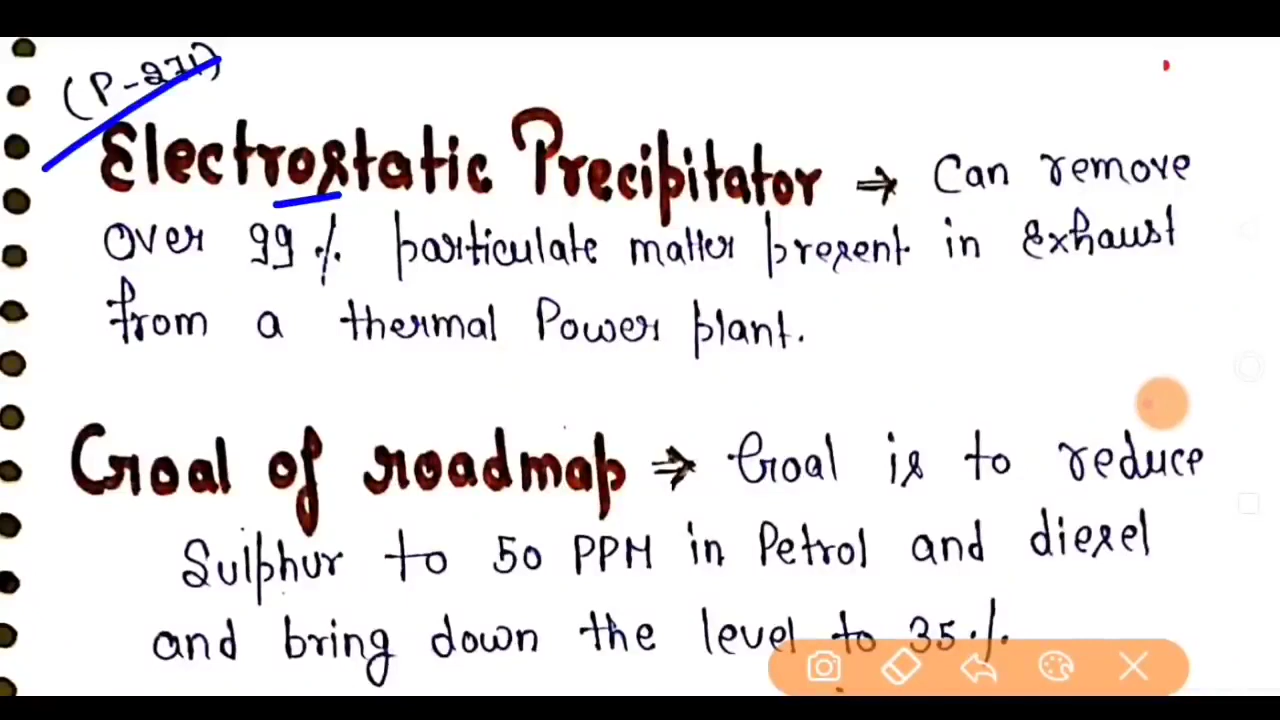 (P-271)
Electrostatic Precipitator ⇒ Can remove
over 99% particulate matter present in exhaust
from a thermal Power plant.
Goal of roadmap ⇒ Goal is to reduce
Sulphur to 50 PPM in Petrol and diesel
and bring down the level to 35%.